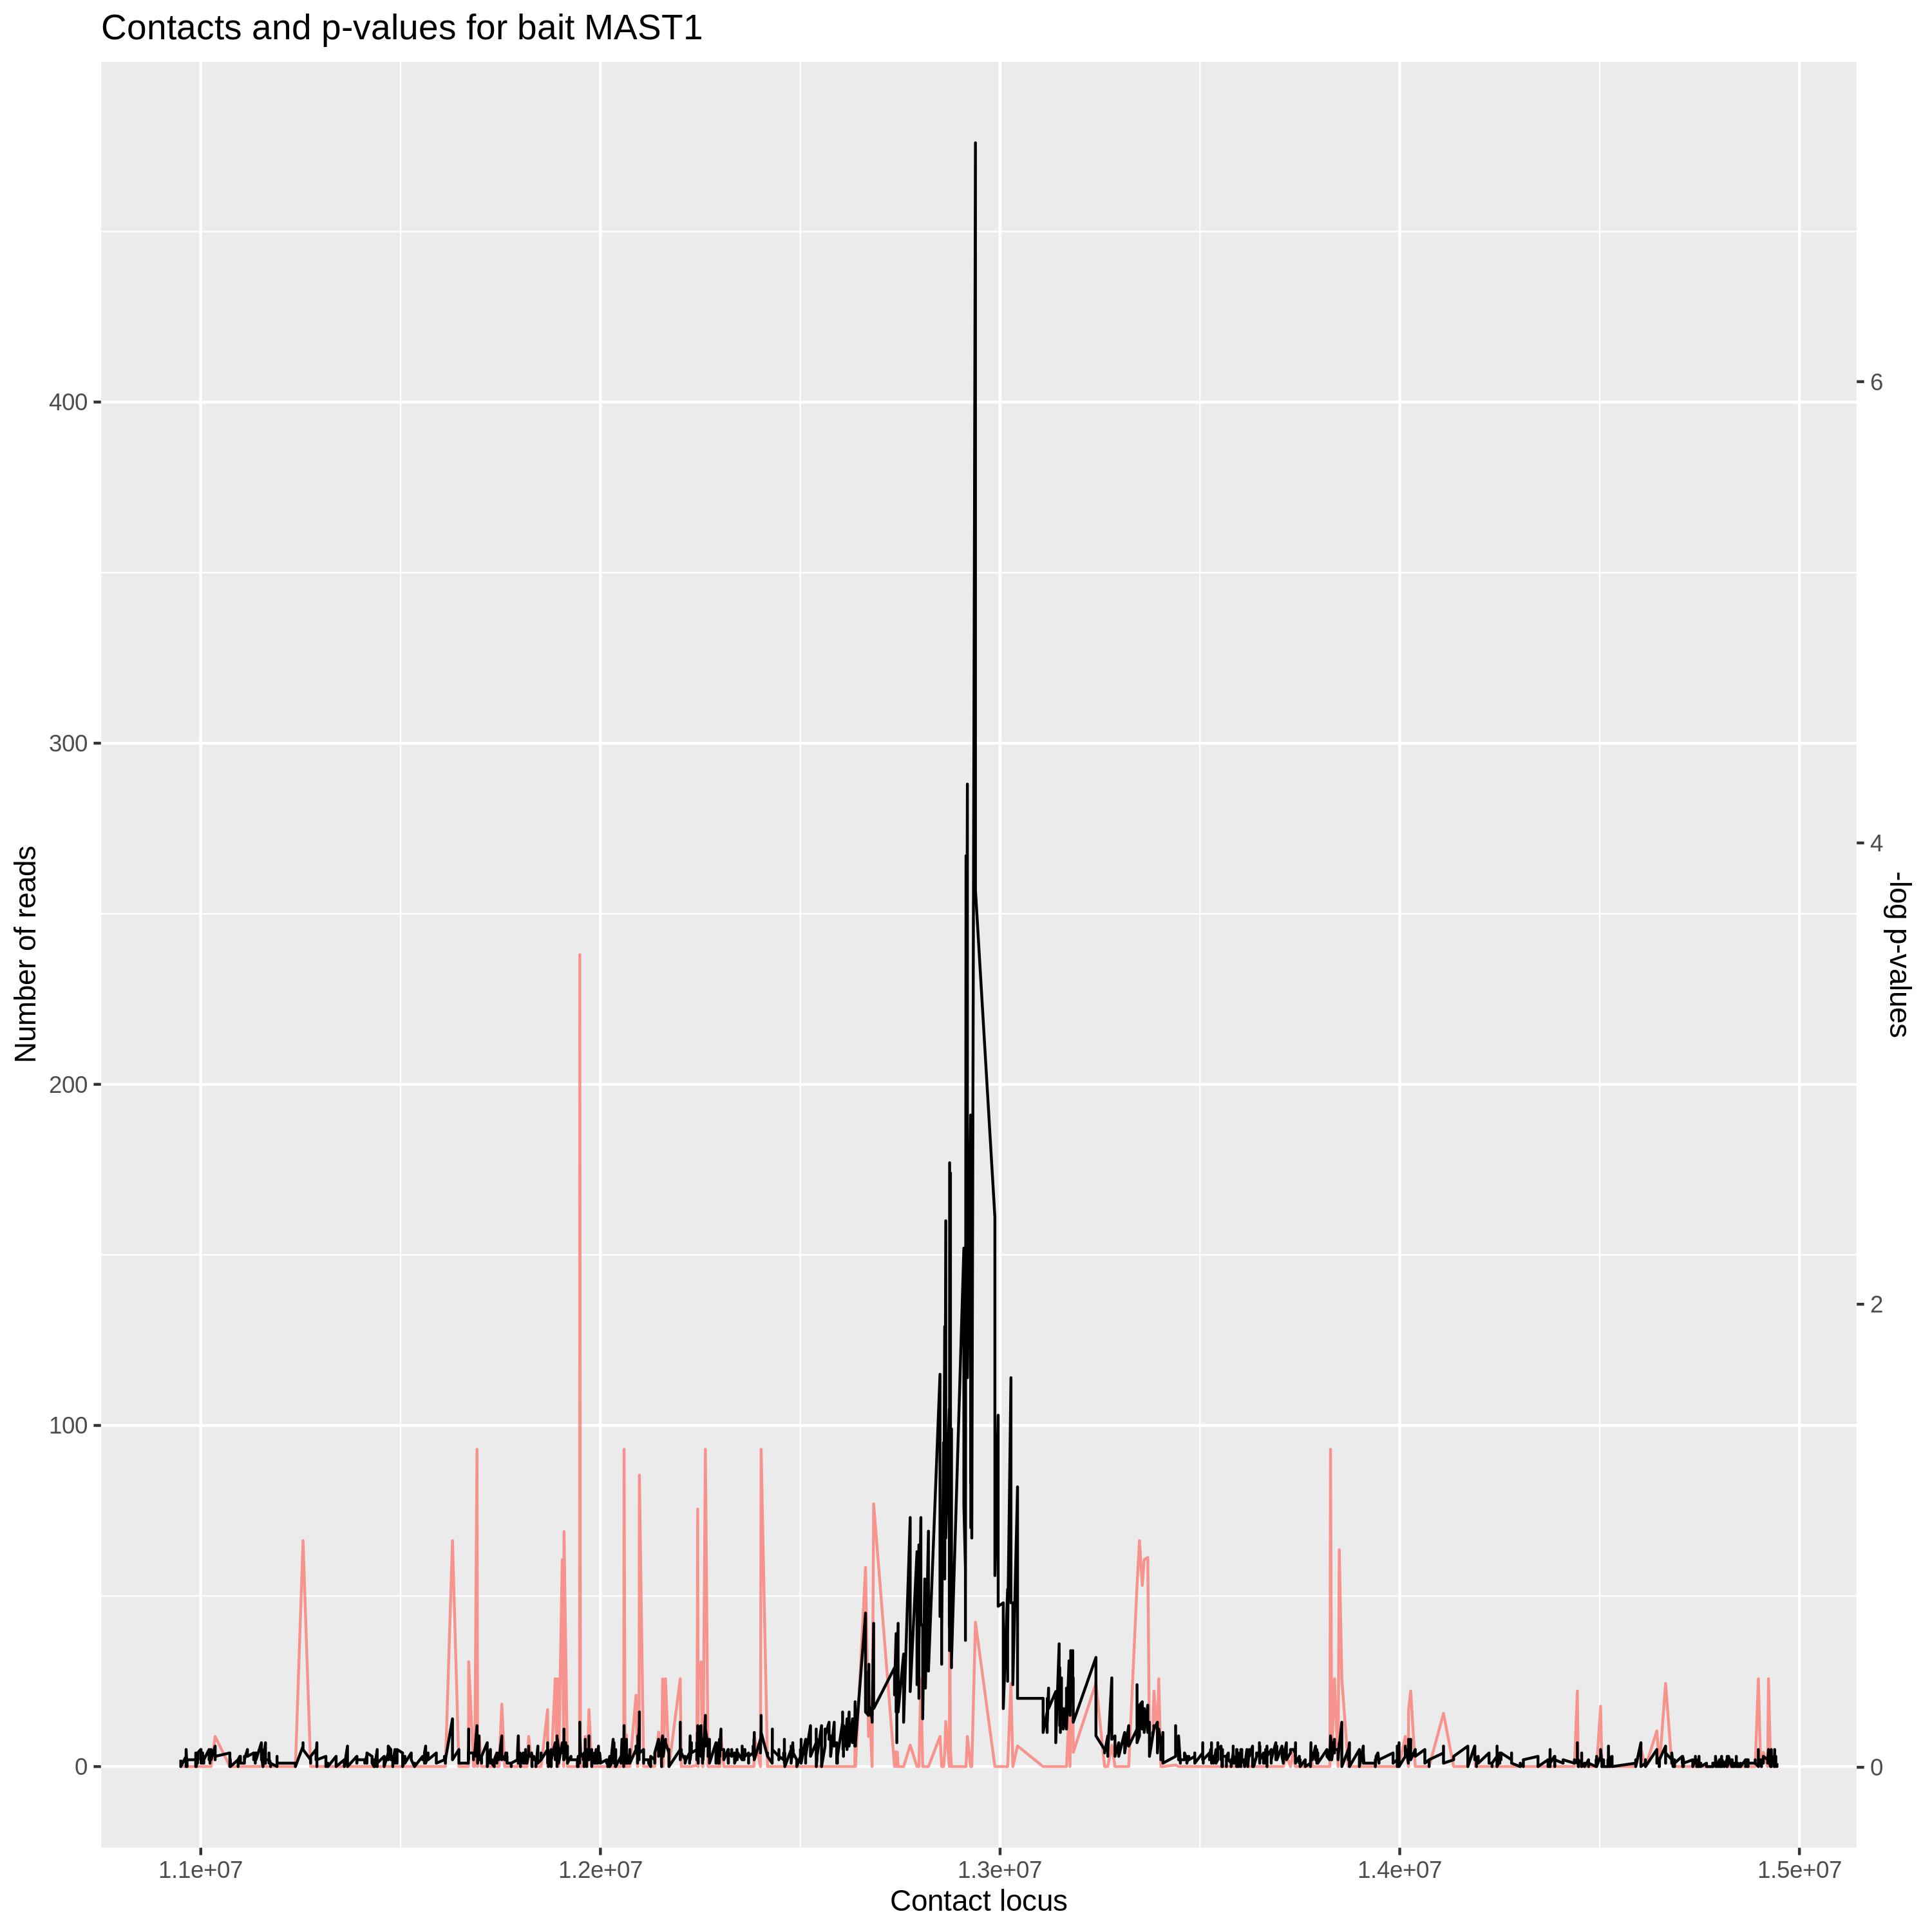 Contacts and p-values for bait MAST1
Number of reads
400
300
200
100
0
6
4
2
0
-log p-values
1.1e+07
1.2e+07
1.3e+07
1.4e+07
1.5e+07
Contact locus